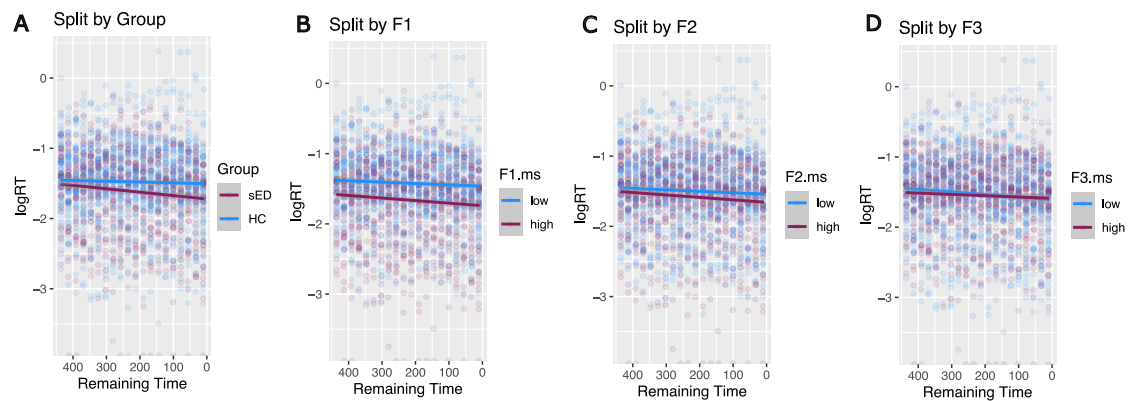 A
Split by Group
logRT
0
−1
−2
−3
400 300 200 100 0
Remaining Time
Group
sED
HC
B
Split by F1
logRT
0
−1
−2
−3
400 300 200 100 0
Remaining Time
F1.ms
low
high
C
Split by F2
logRT
0
−1
−2
−3
400 300 200 100 0
Remaining Time
F2.ms
low
high
D
Split by F3
logRT
0
−1
−2
−3
400 300 200 100 0
Remaining Time
F3.ms
low
high